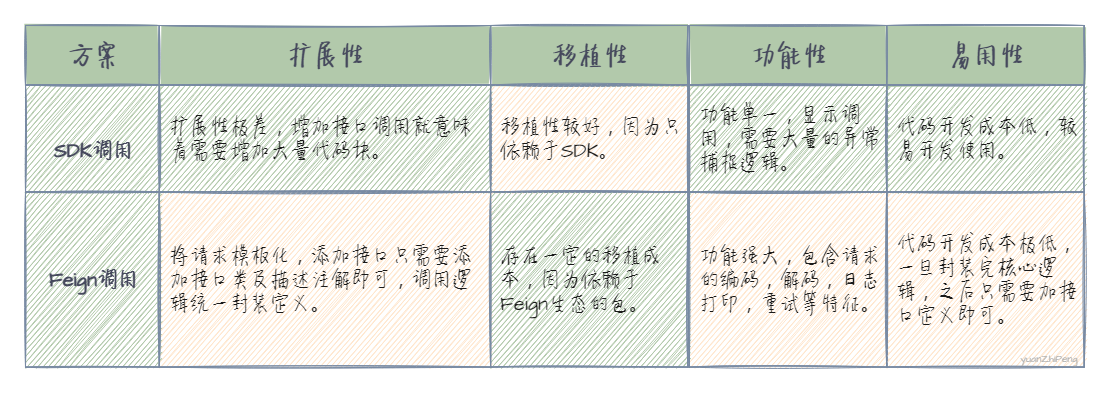 方案 扩展性 移植性 功能性 易用性
SDK调用
扩展性极差，增加接口调用就意味
着需要增加大量代码块。
移植性较好，因为只
依赖于SDK。
功能单一，显示调
用，需要大量的异常
捕捉逻辑。
代码开发成本低，较
易开发使用。
Feign调用
将请求模板化，添加接口只需要添
加接口类及描述注解即可，调用逻
辑统一封装定义。
存在一定的移植成
本，因为依赖于
Feign生态的包。
功能强大，包含请求
的编码，解码，日志
打印，重试等特征。
代码开发成本极低，
一旦封装完核心逻
辑，之后只需要加接
口定义即可。
yuanZhiPeng